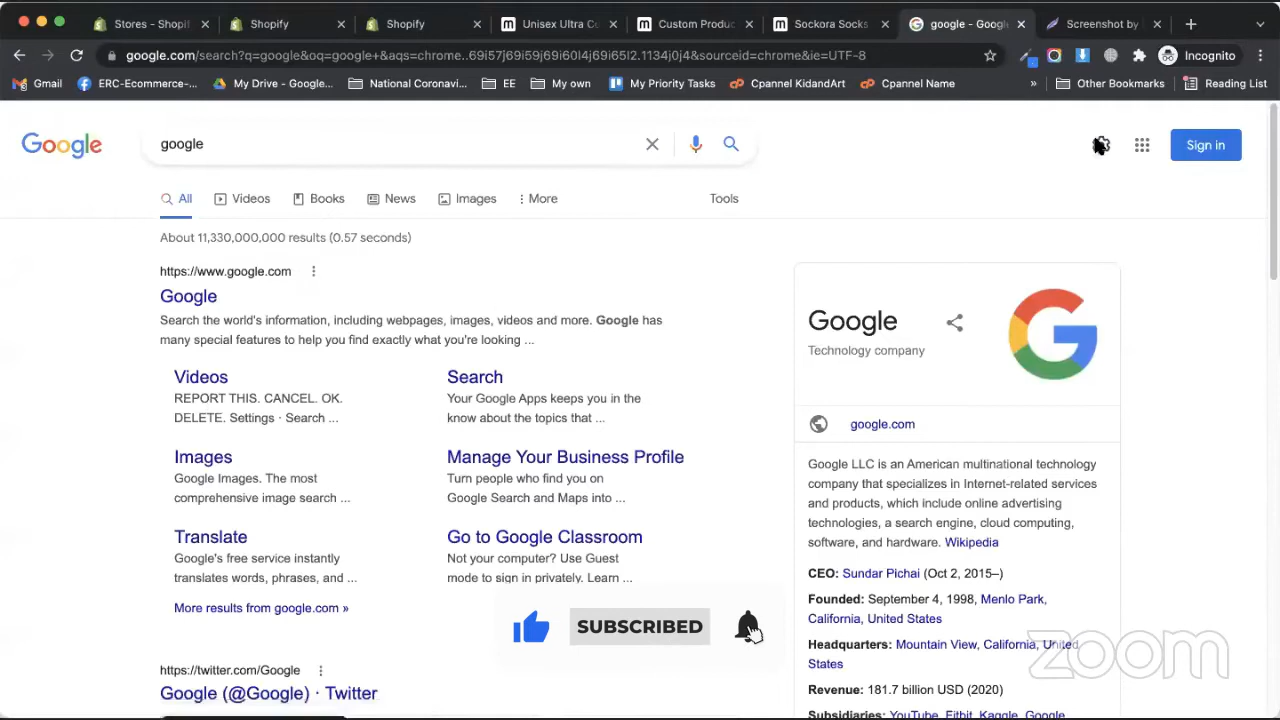 Stores - Shopif
Shopify
Shopify
Unisex Ultra Co
Custom Produc
Sockora Socks
google - Googl
Screenshot by
google.com/search?q=google&oq=google+&aqs=chrome..69i57j69i59j69i60l4j69i65l2.1134j0j4&sourceid=chrome&ie=UTF-8
Incognito
Gmail
ERC-Ecommerce-...
My Drive - Google...
National Coronavi...
EE
My own
My Priority Tasks
Cpannel KidandArt
Cpannel Name
»
Other Bookmarks
Reading List
Google
google
Sign in
All
Videos
Books
News
Images
More
Tools
About 11,330,000,000 results (0.57 seconds)
https://www.google.com
Google
Search the world's information, including webpages, images, videos and more. Google has
many special features to help you find exactly what you're looking ...
Videos
REPORT THIS. CANCEL. OK.
DELETE. Settings · Search ...
Search
Your Google Apps keeps you in the
know about the topics that ...
Images
Google Images. The most
comprehensive image search ...
Manage Your Business Profile
Turn people who find you on
Google Search and Maps into ...
Translate
Google's free service instantly
translates words, phrases, and ...
Go to Google Classroom
Not your computer? Use Guest
mode to sign in privately. Learn ...
More results from google.com »
SUBSCRIBED
https://twitter.com/Google
Google (@Google) · Twitter
Google
Technology company
google.com
Google LLC is an American multinational technology
company that specializes in Internet-related services
and products, which include online advertising
technologies, a search engine, cloud computing,
software, and hardware. Wikipedia
CEO: Sundar Pichai (Oct 2, 2015–)
Founded: September 4, 1998, Menlo Park,
California, United States
Headquarters: Mountain View, California, United
States
Revenue: 181.7 billion USD (2020)
Subsidiaries: YouTube, Fitbit, Kaggle, Google
zoom